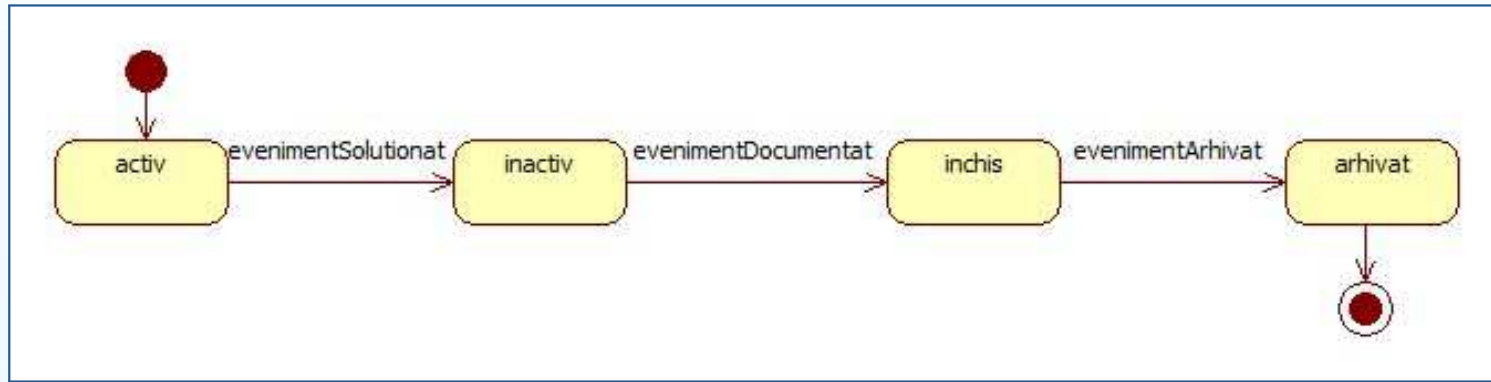 activ
evenimentSolutionat
inactiv
evenimentDocumentat
inchis
evenimentArhivat
arhivat